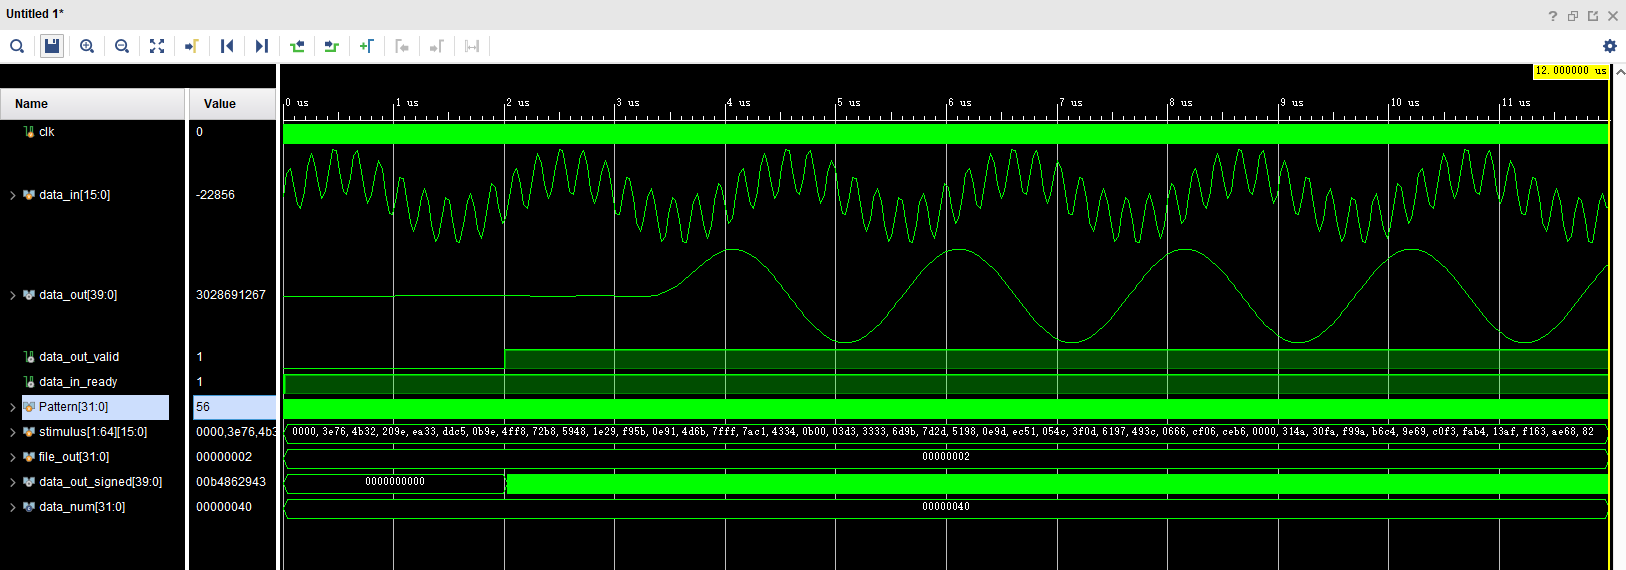 Untitled 1*
?
12.000000 us
Name Value
0 us 1 us 2 us 3 us 4 us 5 us 6 us 7 us 8 us 9 us 10 us 11 us
clk 0
data_in[15:0] -22856
data_out[39:0] 3028691267
data_out_valid 1
data_in_ready 1
Pattern[31:0] 56
stimulus[1:64][15:0] 0000,3e76,4b3 0000,3e76,4b32,209e,ea33,ddc5,0b9e,4ff8,72b8,5948,1e29,f95b,0e91,4d6b,7fff,7ac1,4334,0b00,03d3,3333,6d9b,7d2d,5198,0e9d,ec51,054c,3f0d,6197,493c,0666,cf06,ceb6,0000,314a,30fa,f99a,b6c4,9e69,c0f3,fab4,13af,f163,ae68,82
file_out[31:0] 00000002 00000002
data_out_signed[39:0] 00b4862943 0000000000
data_num[31:0] 00000040 00000040